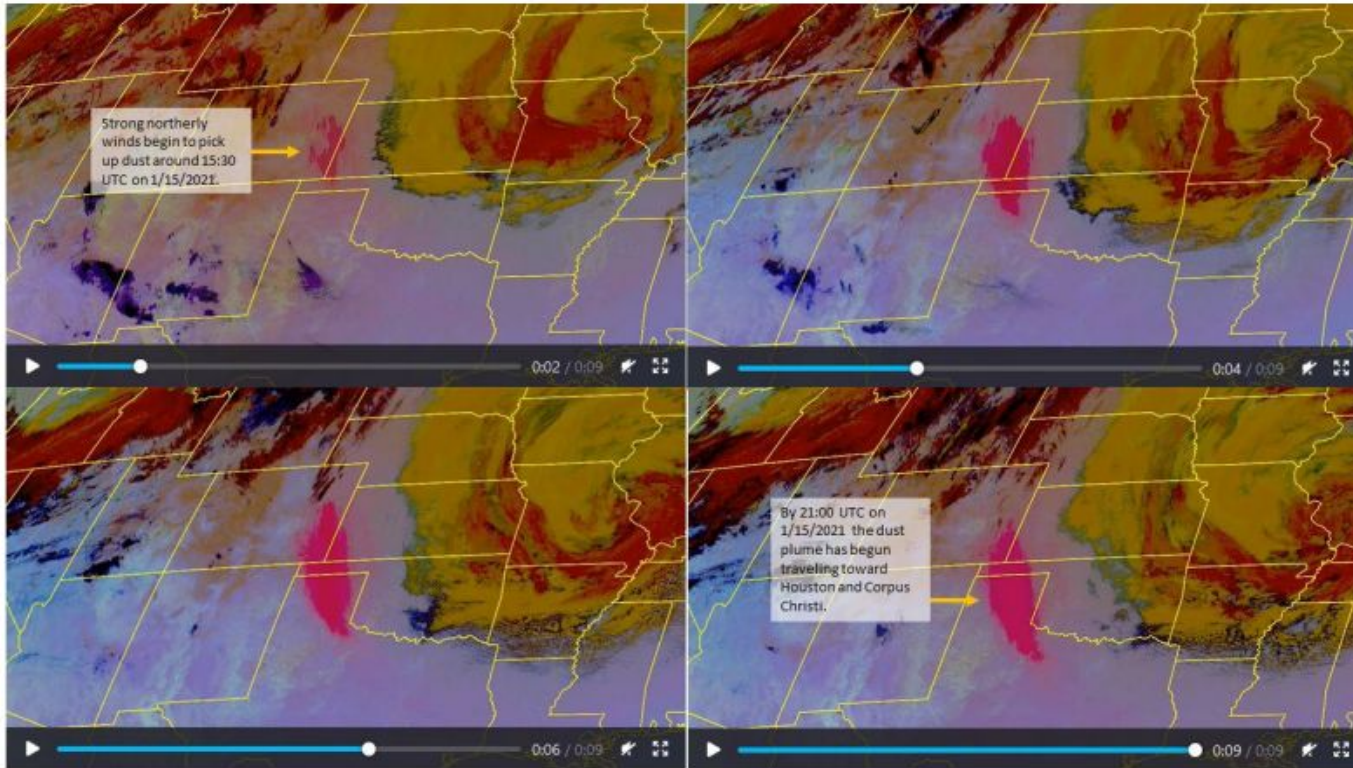 Strong northerly
winds begin to pick
up dust around 15:30
UTC on 1/15/2021.
0:02 / 0:09
0:04 / 0:09
0:06 / 0:09
By 21:00 UTC on
1/15/2021 the dust
plume has begun
traveling toward
Houston and Corpus
Christi.
0:09 / 0:09